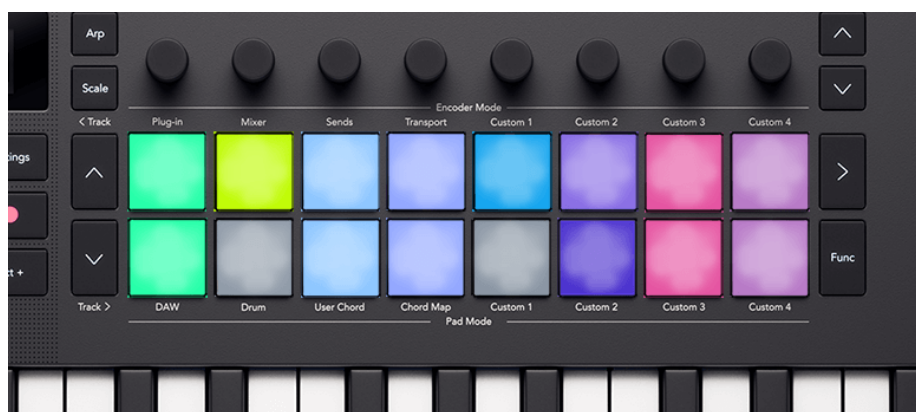 Arp
Scale
Encoder Mode
< Track Plug-in Mixer Sends Transport Custom 1 Custom 2 Custom 3 Custom 4
Func
Track > DAW Drum User Chord Chord Map Custom 1 Custom 2 Custom 3 Custom 4
Pad Mode